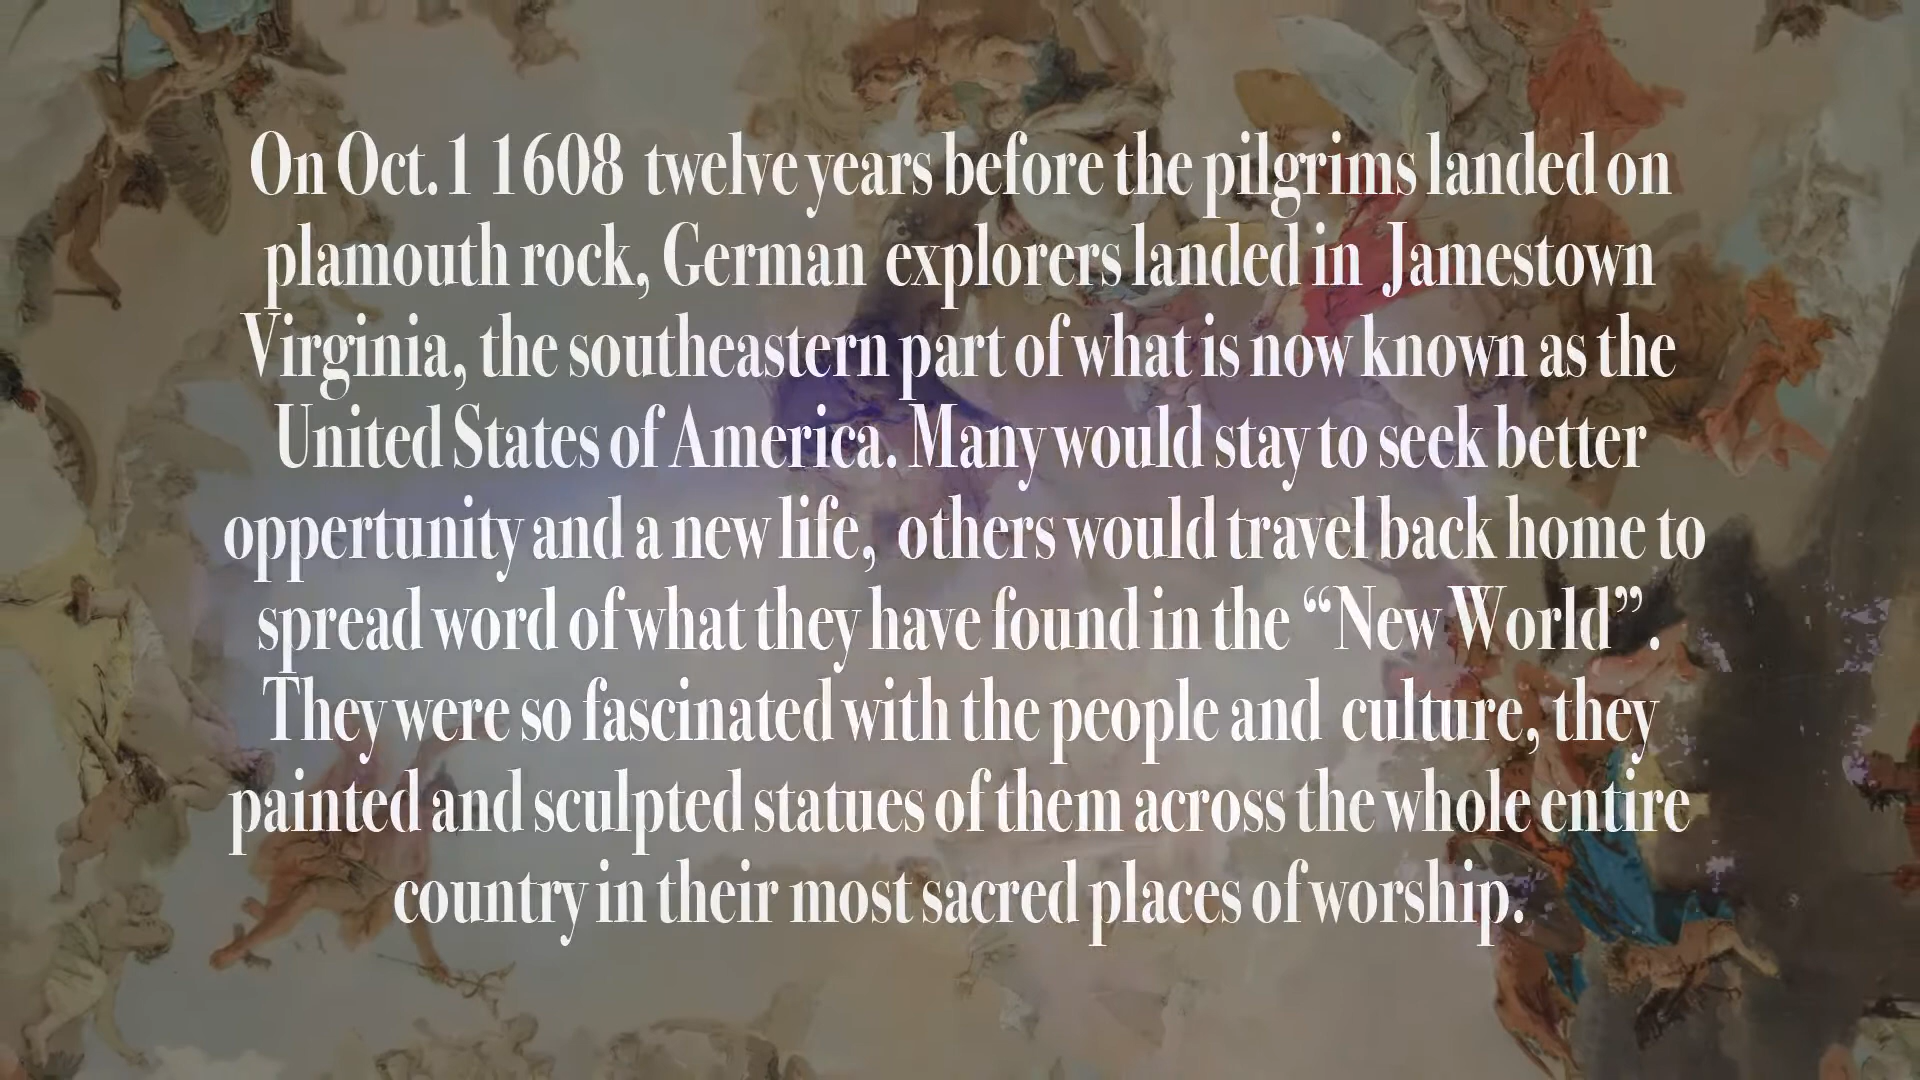 On Oct.1 1608 twelve years before the pilgrims landed on
plamouth rock, German explorers landed in Jamestown
Virginia, the southeastern part of what is now known as the
United States of America. Many would stay to seek better
oppertunity and a new life, others would travel back home to
spread word of what they have found in the “New World”.
They were so fascinated with the people and culture, they
painted and sculpted statues of them across the whole entire
country in their most sacred places of worship.